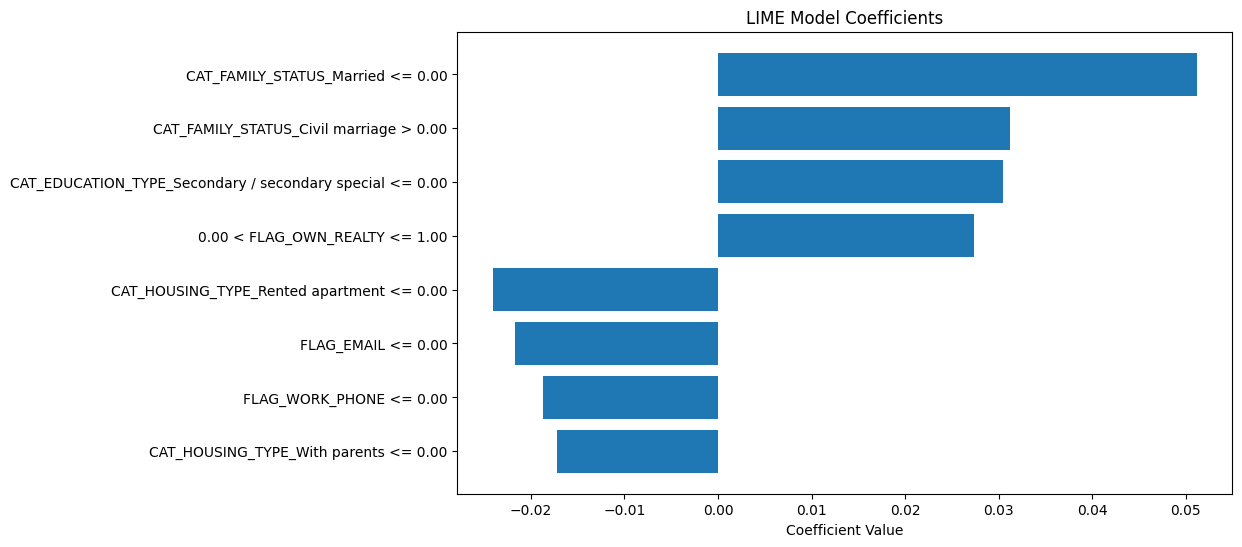 LIME Model Coefficients
CAT_FAMILY_STATUS_Married <= 0.00
CAT_FAMILY_STATUS_Civil marriage > 0.00
CAT_EDUCATION_TYPE_Secondary / secondary special <= 0.00
0.00 < FLAG_OWN_REALTY <= 1.00
CAT_HOUSING_TYPE_Rented apartment <= 0.00
FLAG_EMAIL <= 0.00
FLAG_WORK_PHONE <= 0.00
CAT_HOUSING_TYPE_With parents <= 0.00
−0.02 −0.01 0.00 0.01 0.02 0.03 0.04 0.05
Coefficient Value